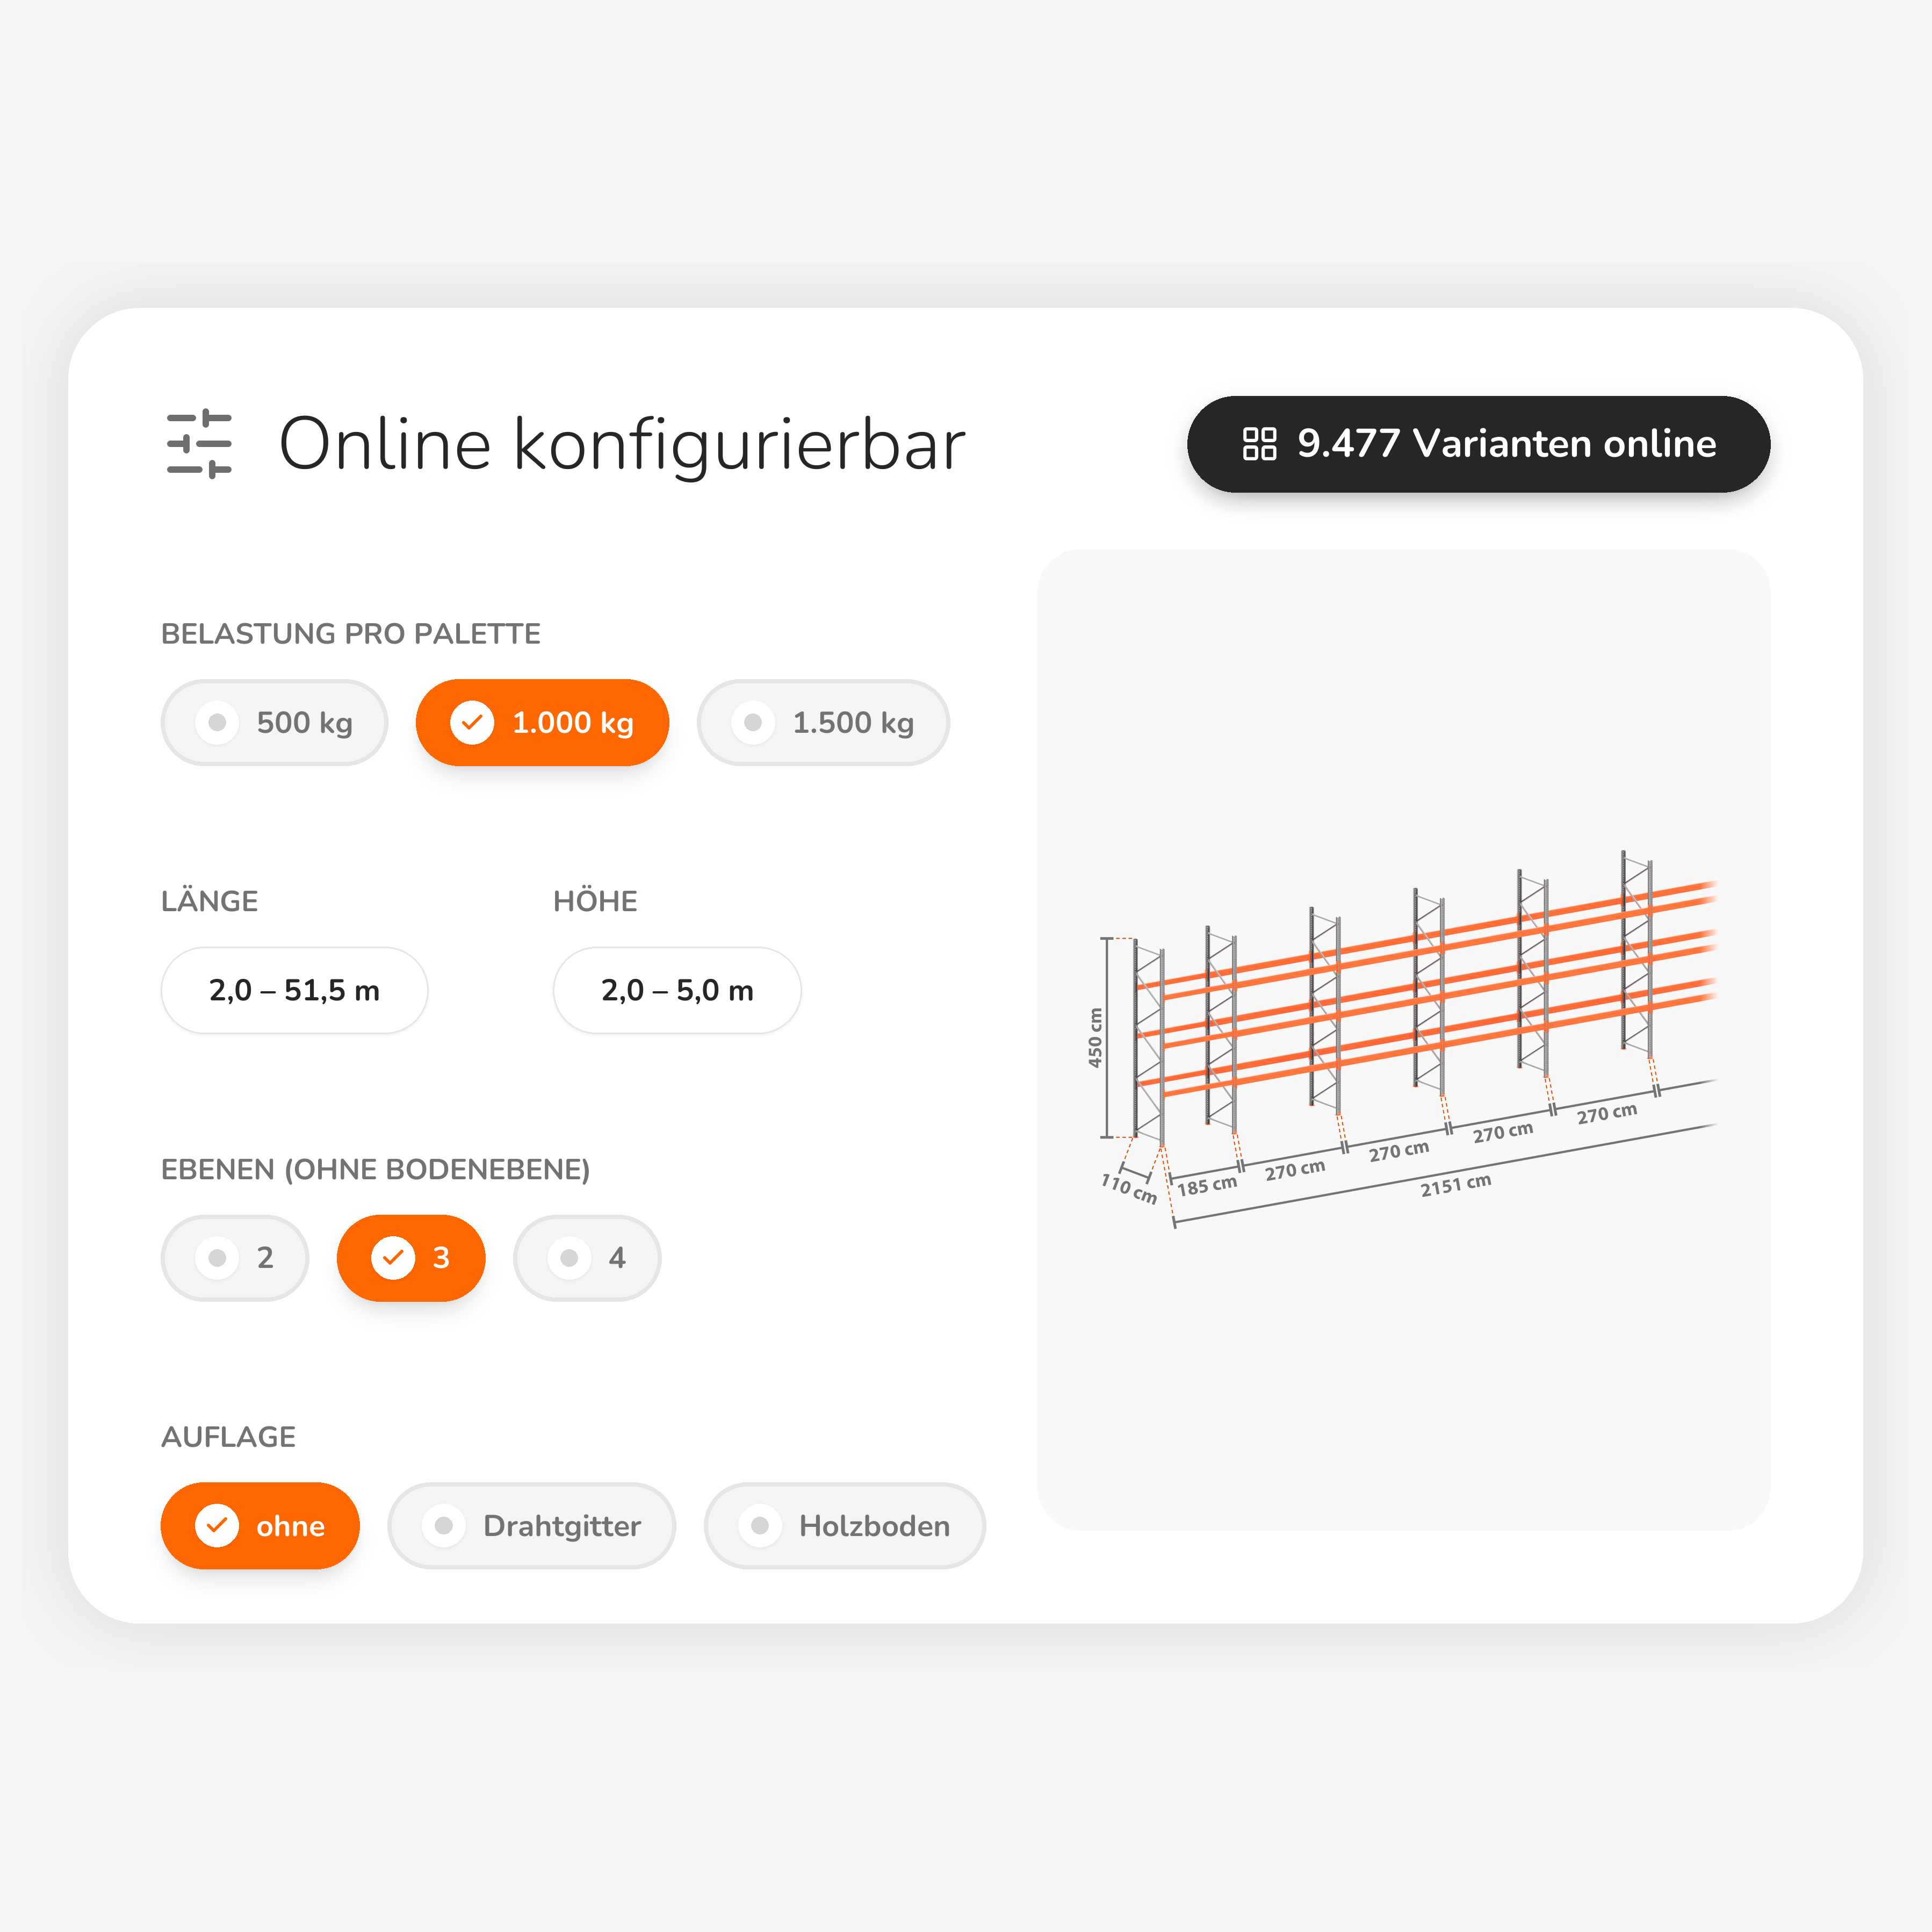 Online konfigurierbar
9.477 Varianten online
BELASTUNG PRO PALETTE
500 kg
1.000 kg
1.500 kg
LÄNGE
HÖHE
2,0 – 51,5 m
2,0 – 5,0 m
EBENEN (OHNE BODENEBENE)
2
3
4
AUFLAGE
ohne
Drahtgitter
Holzboden
450 cm
110 cm
185 cm
270 cm
270 cm
270 cm
270 cm
2151 cm